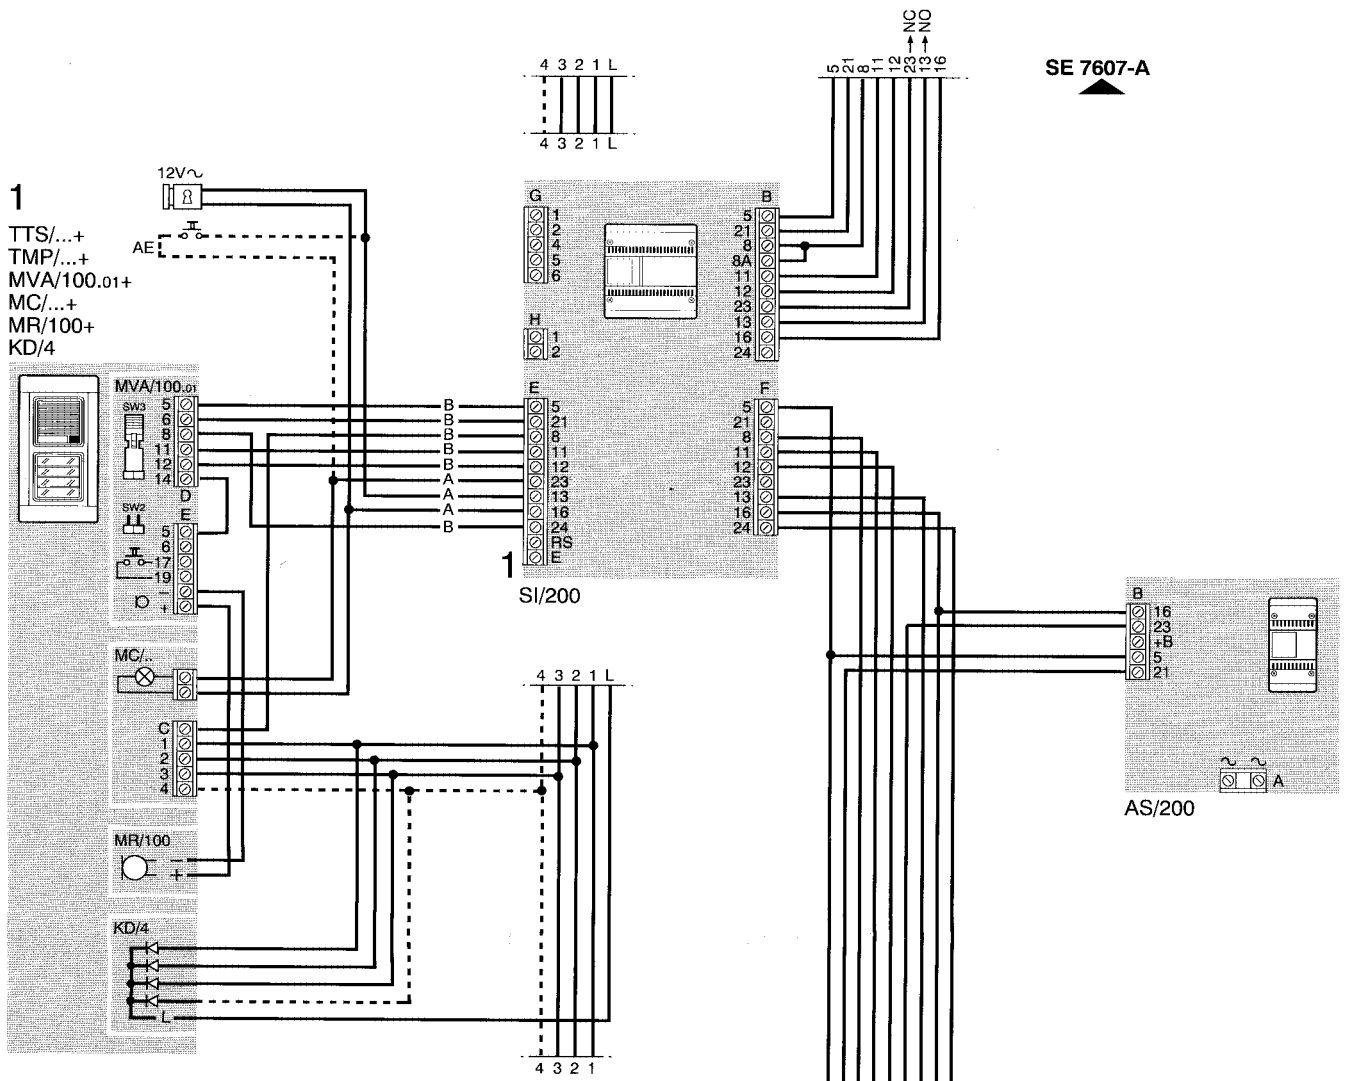 4 3 2 1 L
4 3 2 1 L
5 21 8 11 12 23→NC 13→NO 16
SE 7607-A
1
TTS/...+
TMP/...+
MVA/100.01+
MC/...+
MR/100+
KD/4
12V~
AE
G
1
2
4
5
6
H
1
2
B
5
21
8
8A
11
12
23
13
16
24
MVA/100.01
SW3
5
6
8
11
12
14
D
SW2
E
5
6
17
19
–
+
B
B
B
B
B
A
A
A
B
E
5
21
8
11
12
23
13
16
24
RS
E
1
SI/200
F
5
21
8
11
12
23
13
16
24
MC/..
C
1
2
3
4
MR/100
–
+
KD/4
L
4 3 2 1 L
4 3 2 1
B
16
23
+B
5
21
~ ~
A
AS/200